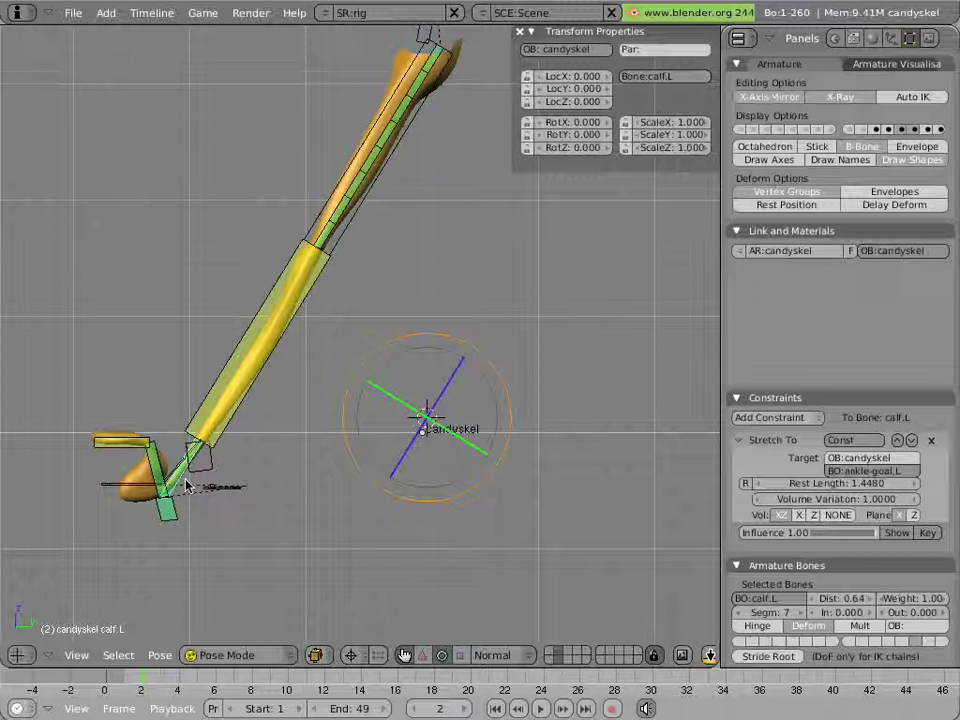 File Add Timeline Game Render Help SR:rig SCE:Scene www.blender.org 244 Bo:1-260 | Mem:9.41M candyskel
Transform Properties
OB: candyskel Par:
LocX: 0.000 Bone:calf.L
LocY: 0.000
LocZ: 0.000
RotX: 0.000 ScaleX: 1.000
RotY: 0.000 ScaleY: 1.000
RotZ: 0.000 ScaleZ: 1.000
Panels
Armature Armature Visualisa
Editing Options
X-Axis Mirror X-Ray Auto IK
Display Options
Octahedron Stick B-Bone Envelope
Draw Axes Draw Names Draw Shapes
Deform Options
Vertex Groups Envelopes
Rest Position Delay Deform
Link and Materials
AR:candyskel F OB:candyskel
Constraints
Add Constraint To Bone: calf.L
Stretch To Const
Target OB:candyskel
BO:ankle-goal.L
R Rest Length: 1.4480
Volume Variaton: 1.0000
Vol: XZ X Z NONE Plane X Z
Influence 1.00 Show Key
Armature Bones
Selected Bones
BO:calf.L Dist: 0.64 Weight: 1.00
Segm: 7 In: 0.000 Out: 0.000
Hinge Deform Mult OB:
Stride Root (DoF only for IK chains)
candyskel
z
y
(2) candyskel calf.L
View Select Pose Pose Mode Normal
-4 -2 0 2 4 6 8 10 12 14 16 18 20 22 24 26 28 30 32 34 36 38 40 42 44 46
View Frame Playback Pr Start: 1 End: 49 2